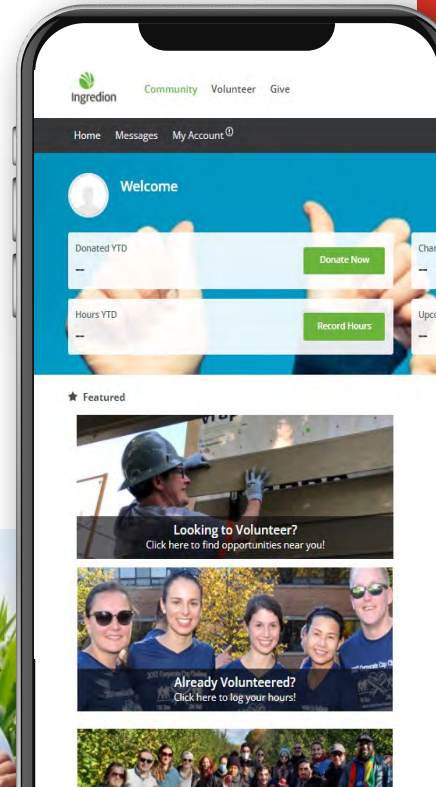 Ingredion
Community Volunteer Give
Home Messages My Account
Welcome
Donated YTD
--
Donate Now
Hours YTD
--
Record Hours
Featured
Looking to Volunteer?
Click here to find opportunities near you!
Already Volunteered?
Click here to log your hours!